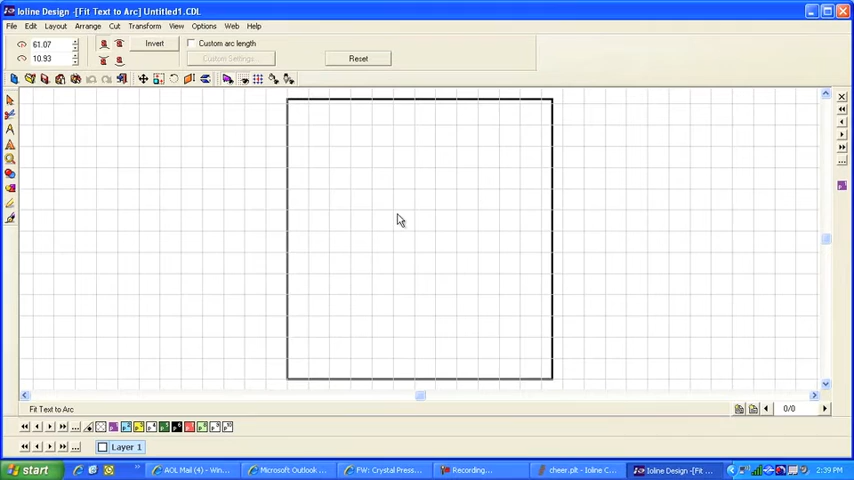 Ioline Design -[Fit Text to Arc] Untitled1.CDL
File Edit Layout Arrange Transform View Options Web Help
61.07
Invert
Custom arc length
10.93
Custom Settings...
Reset
Fit Text to Arc
0/0
Layer 1
start
AOL Mail (4) - Wind...
Microsoft Outlook ...
FW: Crystal Press...
Recording...
cheer.plt - Ioline C...
Ioline Design - [Fit T...
2:39 PM